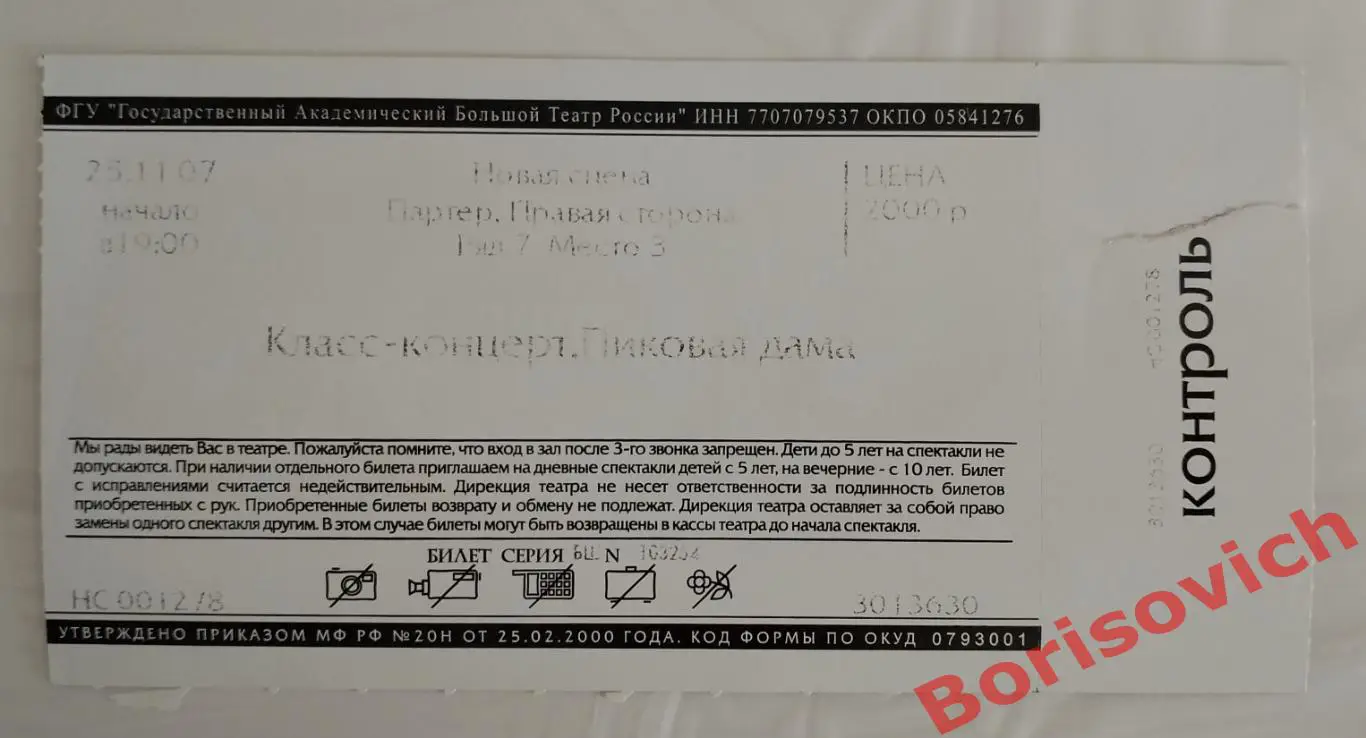 ФГУ "Государственный Академический Большой Театр России" ИНН 7707079537 ОКПО 05841276
25.11.07
начало
в 19:00
Новая сцена
Партер. Правая сторона
Ряд 7 Место 3
ЦЕНА
2000 р
Класс-концерт.Пиковая дама
Мы рады видеть Вас в театре. Пожалуйста помните, что вход в зал после 3-го звонка запрещен. Дети до 5 лет на спектакли не
допускаются. При наличии отдельного билета приглашаем на дневные спектакли детей с 5 лет, на вечерние - с 10 лет. Билет
с исправлениями считается недействительным. Дирекция театра не несет ответственности за подлинность билетов
приобретенных с рук. Приобретенные билеты возврату и обмену не подлежат. Дирекция театра оставляет за собой право
замены одного спектакля другим. В этом случае билеты могут быть возвращены в кассы театра до начала спектакля.
БИЛЕТ СЕРИЯ БШ N
НС 001278
3013630
УТВЕРЖДЕНО ПРИКАЗОМ МФ РФ №20Н ОТ 25.02.2000 ГОДА. КОД ФОРМЫ ПО ОКУД 0793001
КОНТРОЛЬ
Borisovich